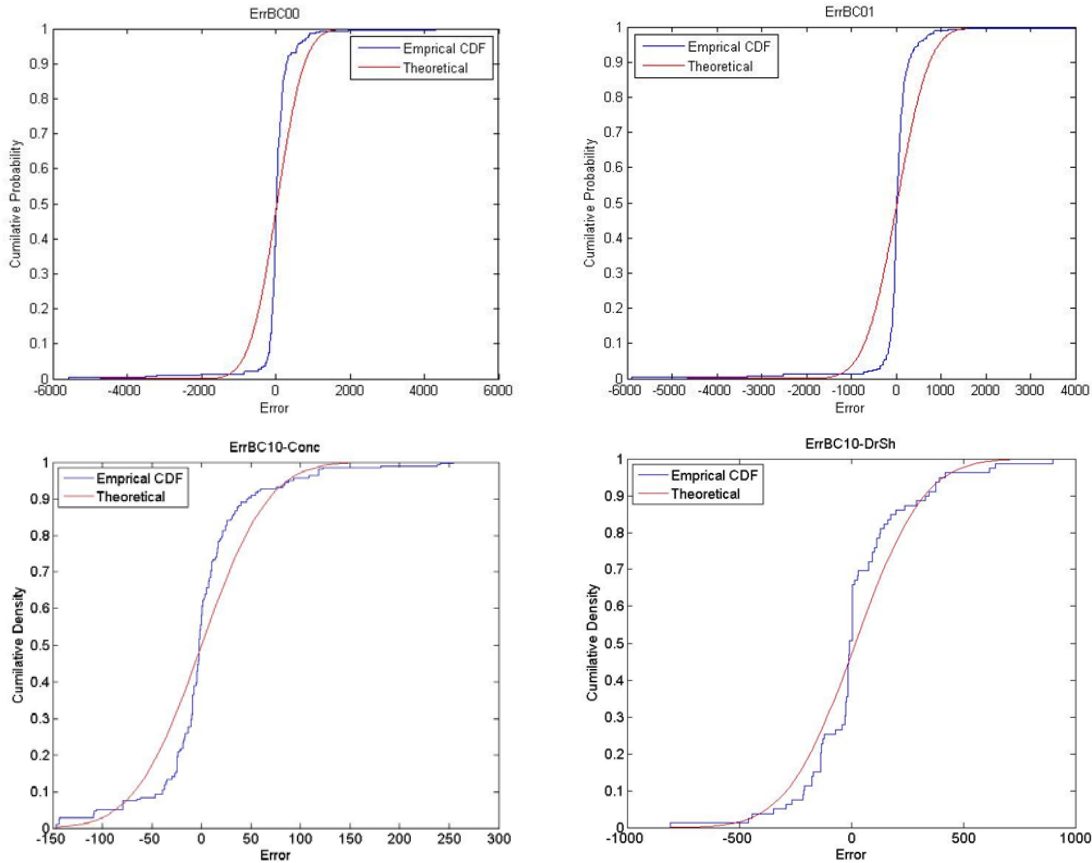 ErrBC00
1
0.9
0.8
0.7
0.6
0.5
0.4
0.3
0.2
0.1
0
Cumilative Probability
Emprical CDF
Theoretical
-6000 -4000 -2000 0 2000 4000 6000
Error
ErrBC01
1
0.9
0.8
0.7
0.6
0.5
0.4
0.3
0.2
0.1
0
Cumilative Probability
Emprical CDF
Theoretical
-6000 -5000 -4000 -3000 -2000 -1000 0 1000 2000 3000 4000
Error
ErrBC10-Conc
1
0.9
0.8
0.7
0.6
0.5
0.4
0.3
0.2
0.1
0
Cumilative Density
Emprical CDF
Theoretical
-150 -100 -50 0 50 100 150 200 250 300
Error
ErrBC10-DrSh
1
0.9
0.8
0.7
0.6
0.5
0.4
0.3
0.2
0.1
0
Cumilative Density
Emprical CDF
Theoretical
-1000 -500 0 500 1000
Error